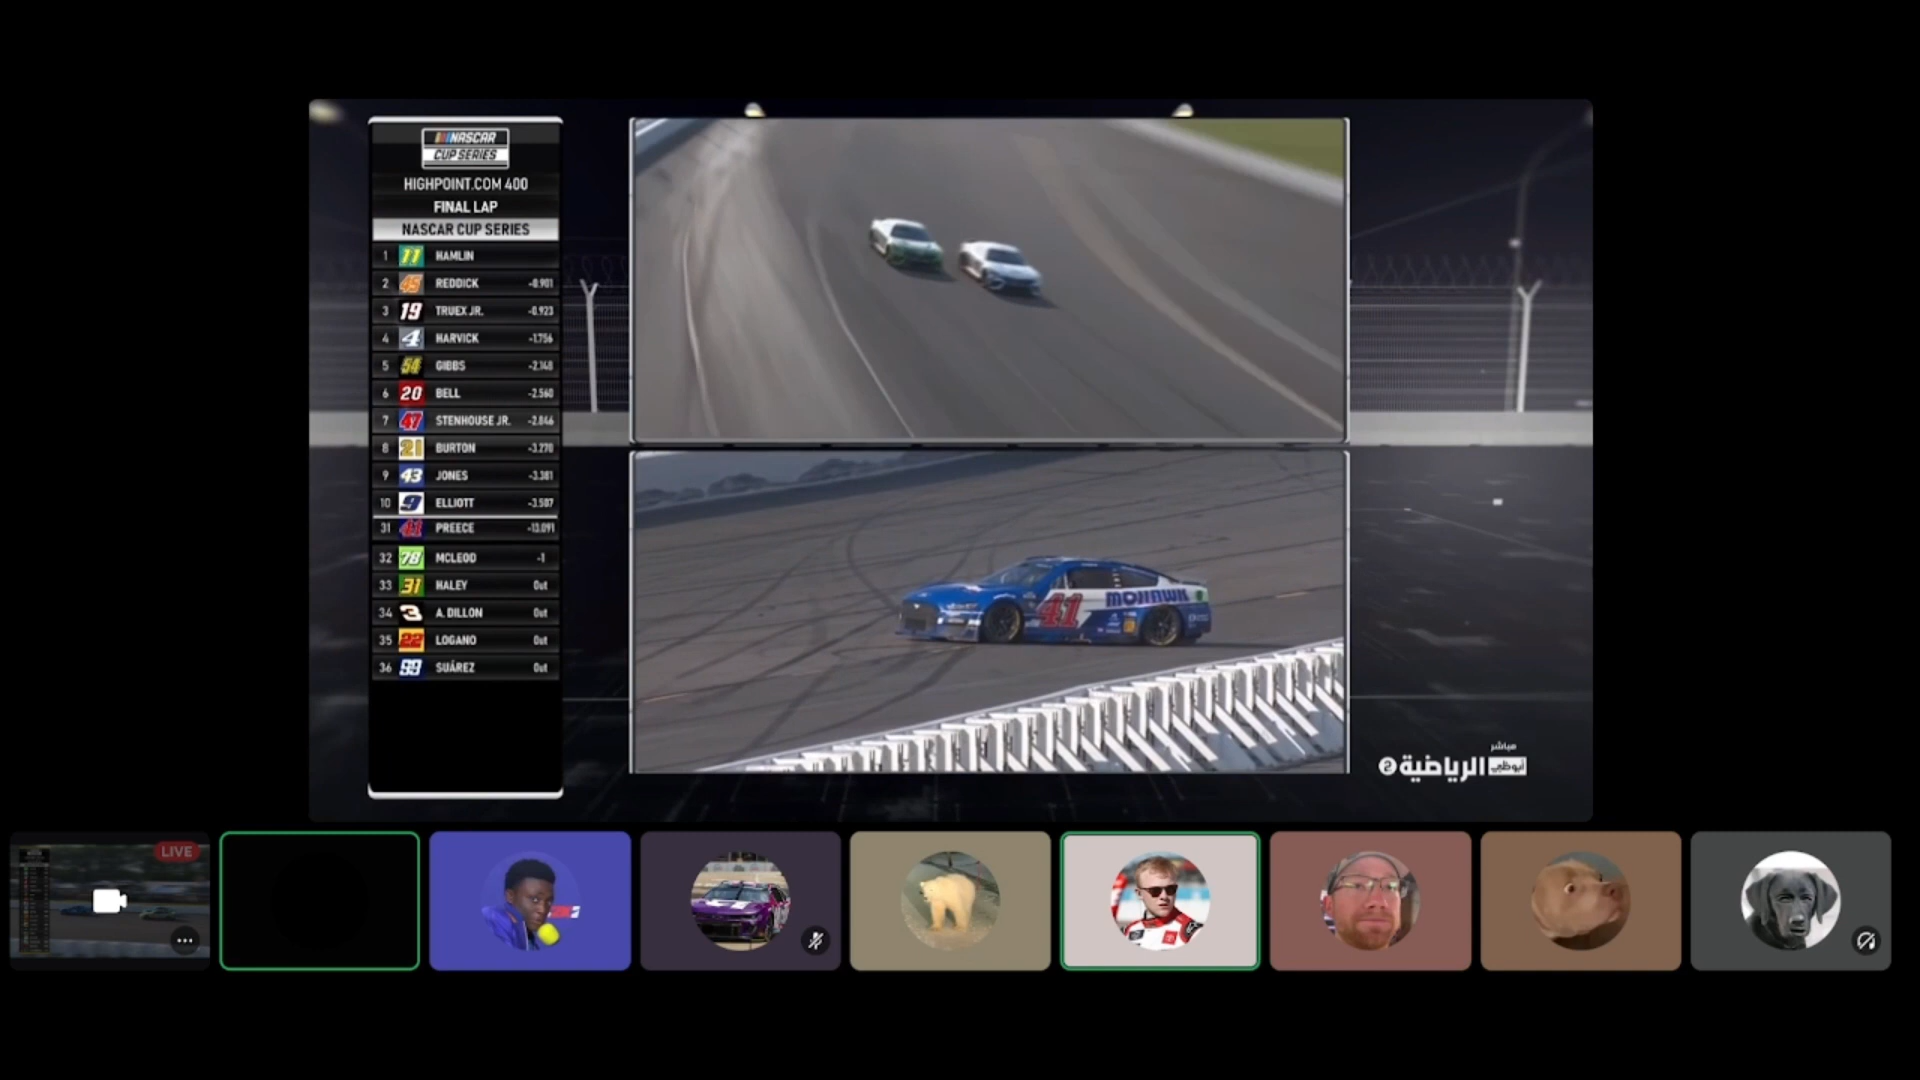 NASCAR
CUP SERIES
HIGHPOINT.COM 400
FINAL LAP
NASCAR CUP SERIES
1 11 HAMLIN
2 45 REDDICK -0.901
3 19 TRUEX JR. -0.923
4 4 HARVICK -1.756
5 54 GIBBS -2.148
6 20 BELL -2.560
7 47 STENHOUSE JR. -2.846
8 21 BURTON -3.270
9 43 JONES -3.381
10 9 ELLIOTT -3.587
31 41 PREECE -13.091
32 78 MCLEOD -1
33 31 HALEY Out
34 3 A. DILLON Out
35 22 LOGANO Out
36 99 SUÁREZ Out
41 MOHAWK
مباشر
أبوظبي الرياضية 2
LIVE